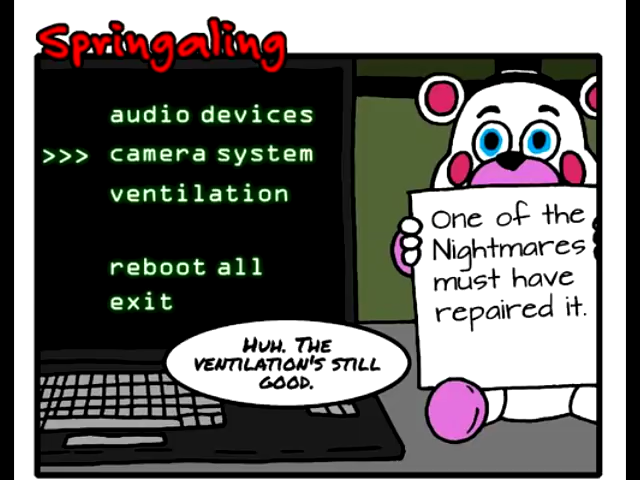 Springaling
audio devices
>>> camera system
ventilation
reboot all
exit
One of the
Nightmares
must have
repaired it.
Huh. The
ventilation's still
good.